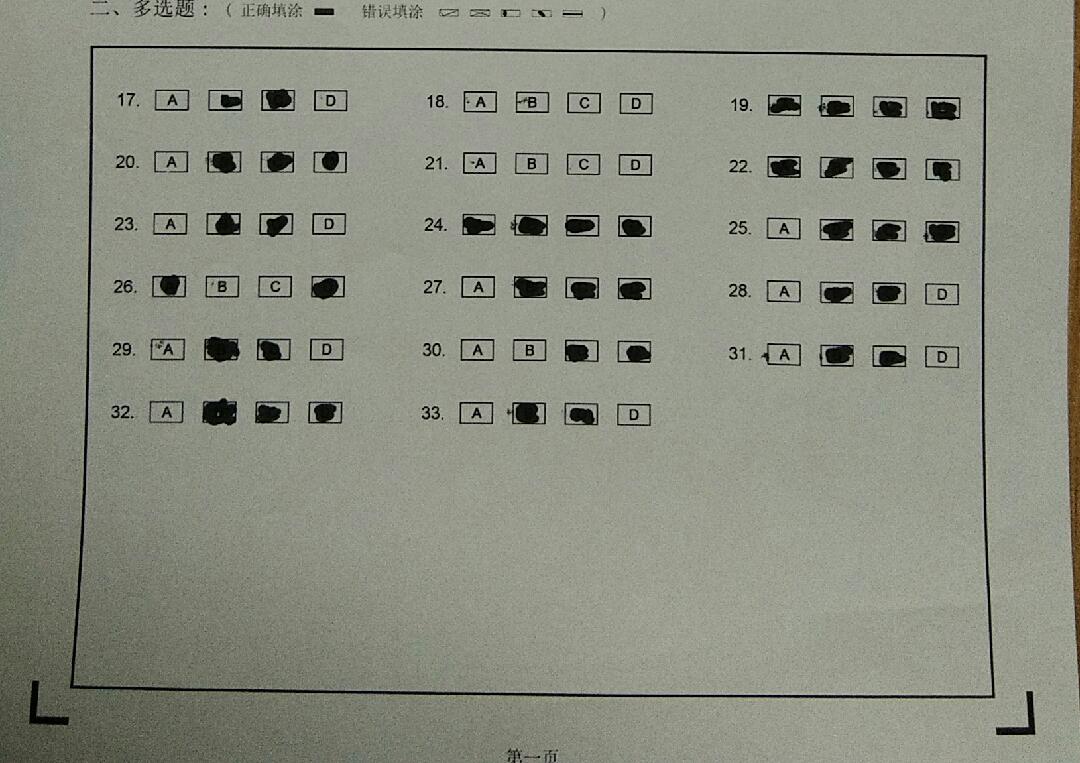 二、多选题：（ 正确填涂 错误填涂 ）
17. A D 18. A B C D 19.
20. A 21. A B C D 22.
23. A D 24. 25. A
26. B C 27. A 28. A D
29. A D 30. A B 31. A D
32. A 33. A D
第一页